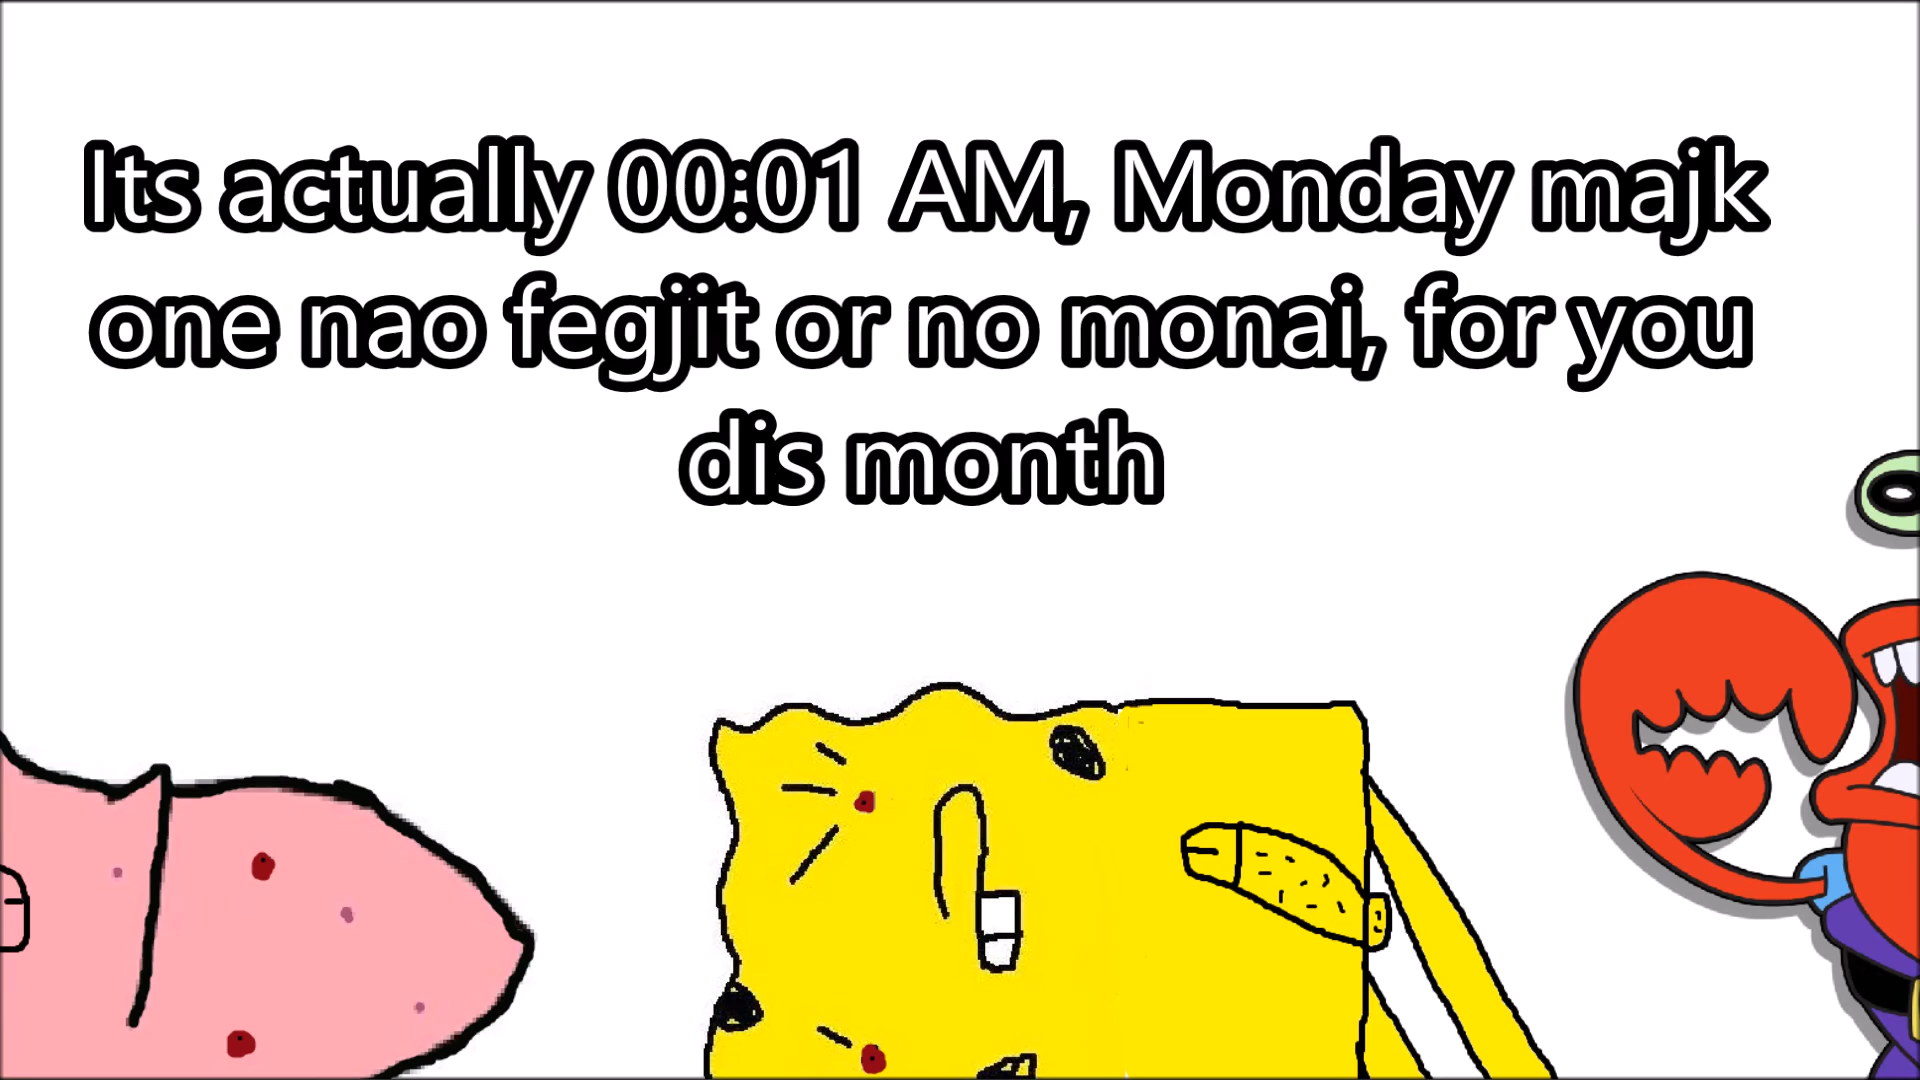 Its actually 00:01 AM, Monday majk
one nao fegjit or no monai, for you
dis month